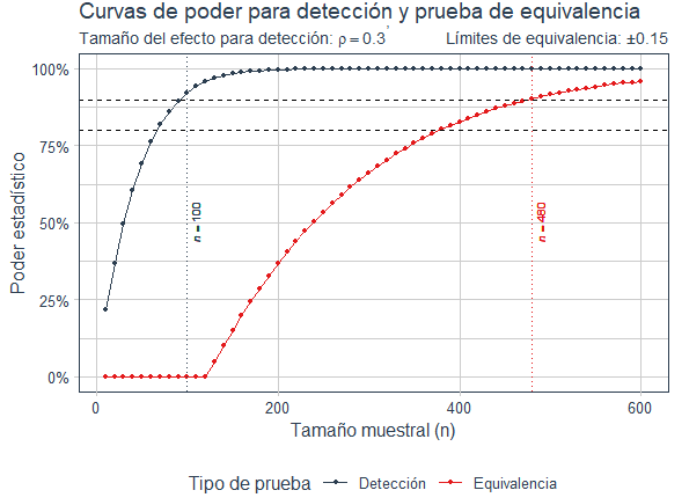 Curvas de poder para detección y prueba de equivalencia
Tamaño del efecto para detección: ρ = 0.3'
Límites de equivalencia: ±0.15
100%
75%
50%
25%
0%
Poder estadístico
n = 100
n = 480
0
200
400
600
Tamaño muestral (n)
Tipo de prueba
Detección
Equivalencia